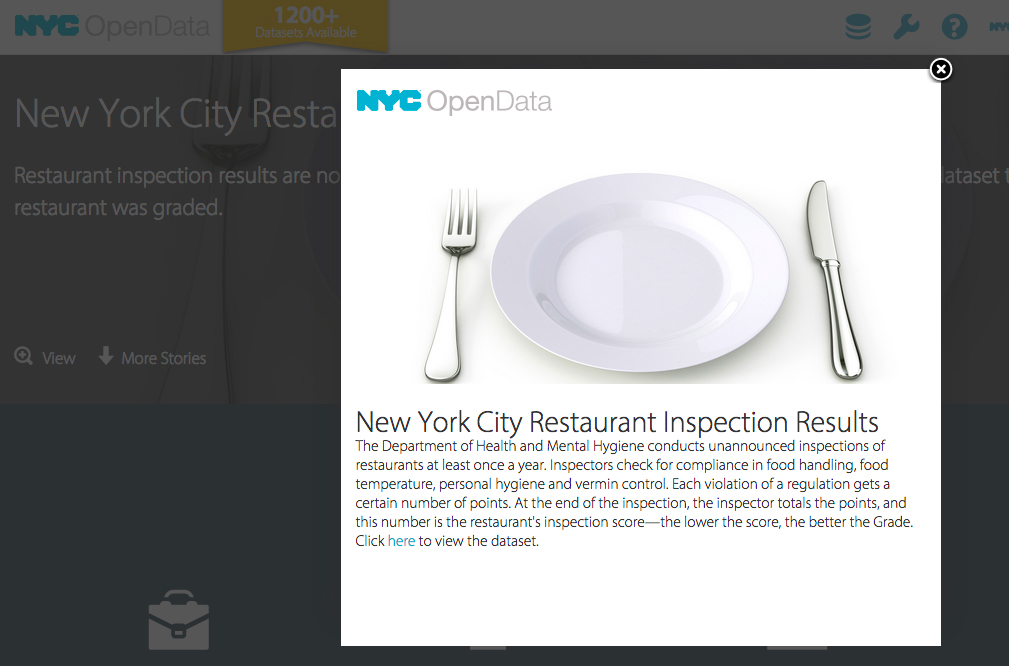 NYC OpenData
1200+
Datasets Available
NYC OpenData
New York City Resta
Restaurant inspection results are no
ataset t
restaurant was graded.
View
More Stories
New York City Restaurant Inspection Results
The Department of Health and Mental Hygiene conducts unannounced inspections of
restaurants at least once a year. Inspectors check for compliance in food handling, food
temperature, personal hygiene and vermin control. Each violation of a regulation gets a
certain number of points. At the end of the inspection, the inspector totals the points, and
this number is the restaurant's inspection score—the lower the score, the better the Grade.
Click here to view the dataset.